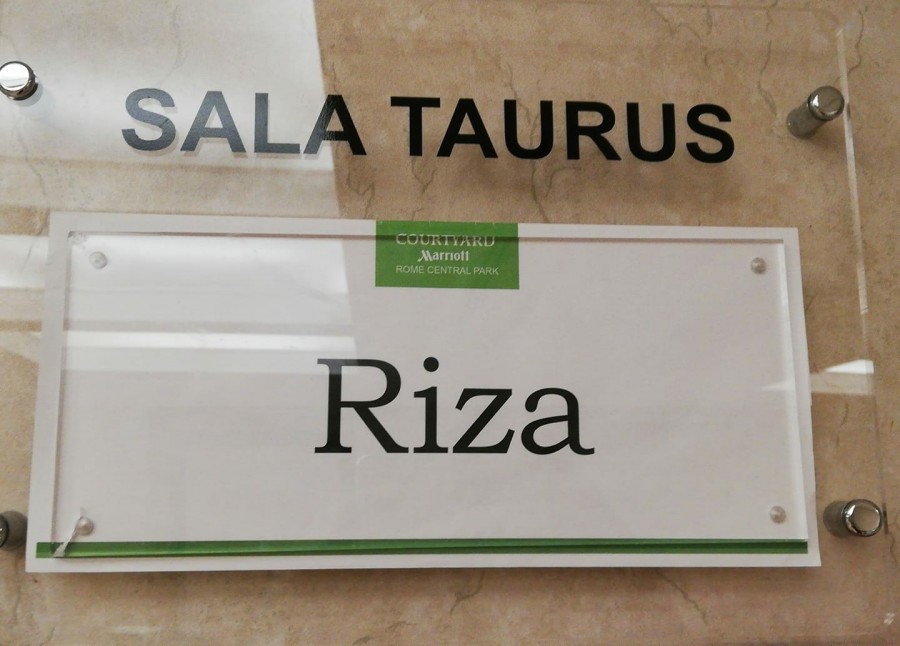 SALA TAURUS
COURTYARD
Marriott
ROME CENTRAL PARK
Riza